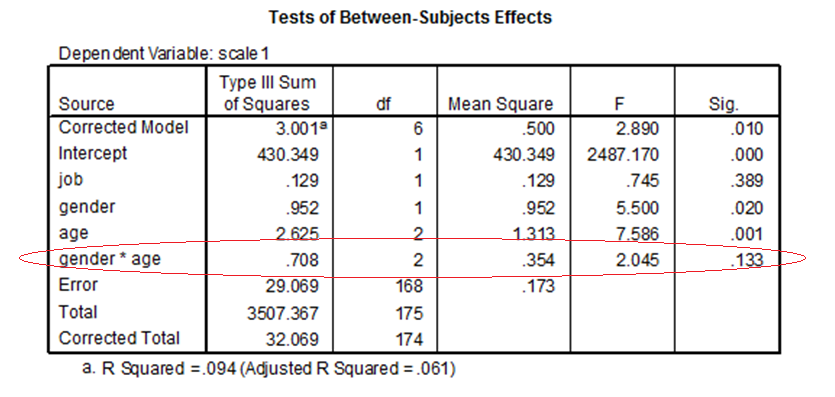 Tests of Between-Subjects Effects
Dependent Variable: scale1
Source Type III Sum of Squares df Mean Square F Sig.
Corrected Model 3.001a 6 .500 2.890 .010
Intercept 430.349 1 430.349 2487.170 .000
job .129 1 .129 .745 .389
gender .952 1 .952 5.500 .020
age 2.625 2 1.313 7.586 .001
gender * age .708 2 .354 2.045 .133
Error 29.069 168 .173
Total 3507.367 175
Corrected Total 32.069 174
a. R Squared = .094 (Adjusted R Squared = .061)